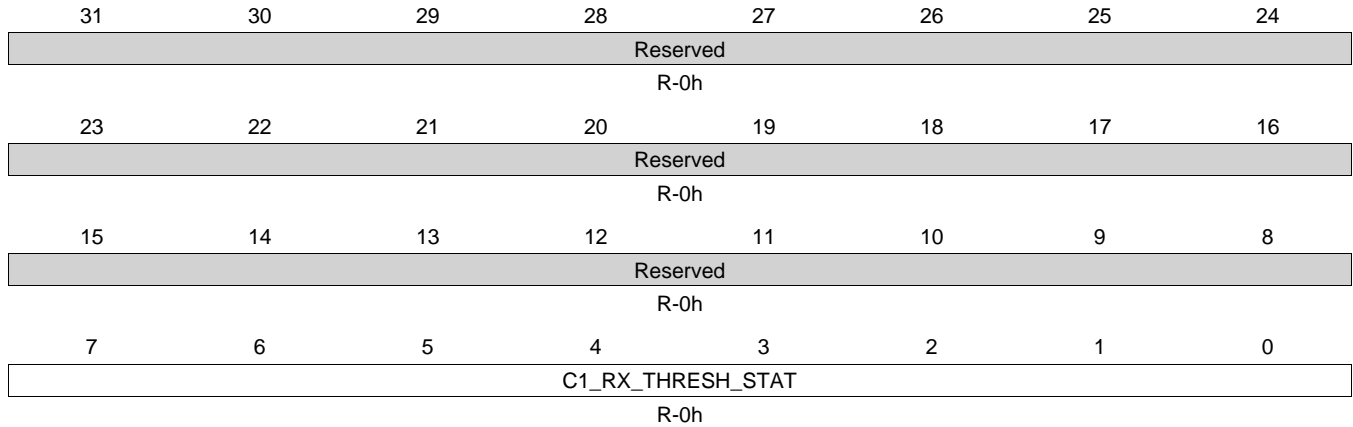 31 30 29 28 27 26 25 24
Reserved
R-0h
23 22 21 20 19 18 17 16
Reserved
R-0h
15 14 13 12 11 10 9 8
Reserved
R-0h
7 6 5 4 3 2 1 0
C1_RX_THRESH_STAT
R-0h